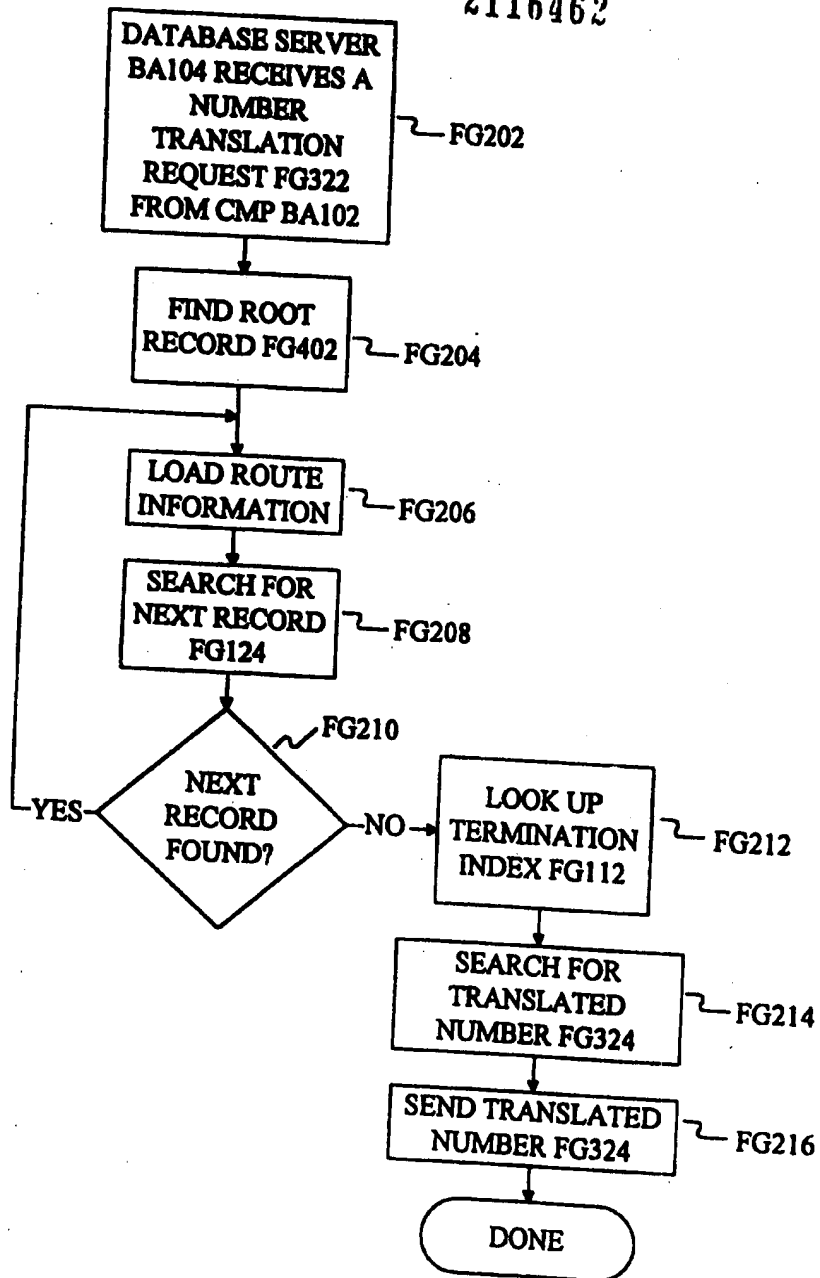 2116462
DATABASE SERVER
BA104 RECEIVES A
NUMBER
TRANSLATION
REQUEST FG322
FROM CMP BA102
FG202
FIND ROOT
RECORD FG402
FG204
LOAD ROUTE
INFORMATION
FG206
SEARCH FOR
NEXT RECORD
FG124
FG208
FG210
NEXT
RECORD
FOUND?
YES
NO
LOOK UP
TERMINATION
INDEX FG112
FG212
SEARCH FOR
TRANSLATED
NUMBER FG324
FG214
SEND TRANSLATED
NUMBER FG324
FG216
DONE